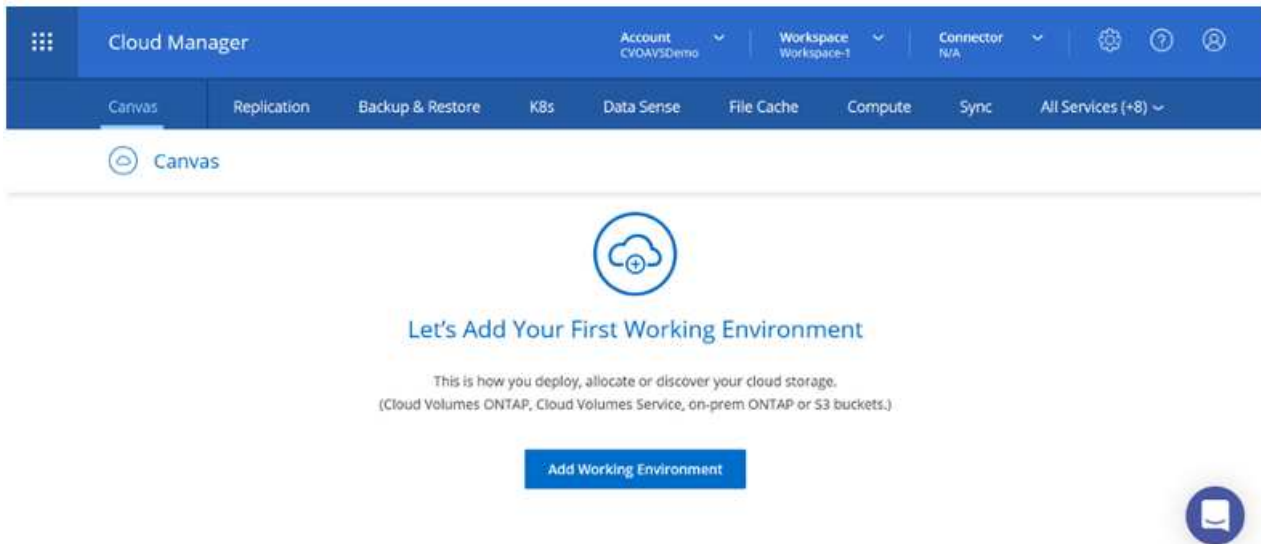 Cloud Manager
Account
CVOAVSDemo
Workspace
Workspace-1
Connector
N/A
Canvas
Replication
Backup & Restore
K8s
Data Sense
File Cache
Compute
Sync
All Services (+8)
Canvas
Let's Add Your First Working Environment
This is how you deploy, allocate or discover your cloud storage.
(Cloud Volumes ONTAP, Cloud Volumes Service, on-prem ONTAP or S3 buckets.)
Add Working Environment